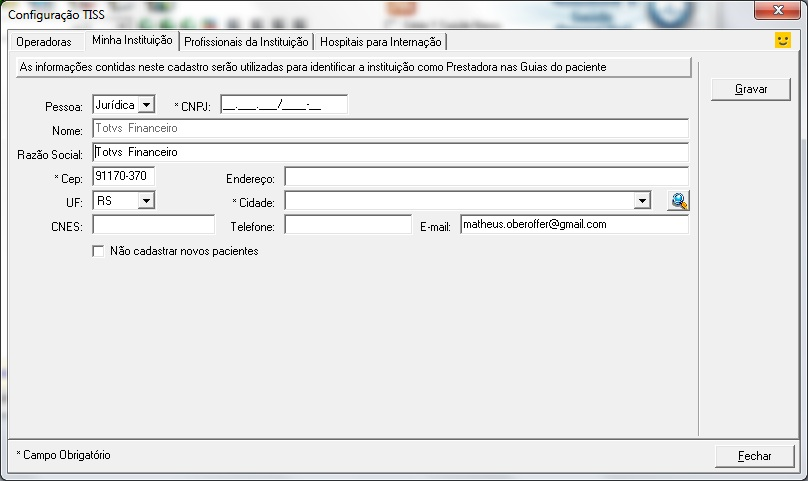 Configuração TISS
Operadoras Minha Instituição Profissionais da Instituição Hospitais para Internação
As informações contidas neste cadastro serão utilizadas para identificar a instituição como Prestadora nas Guias do paciente
Gravar
Pessoa: Jurídica * CNPJ: __.___.___/____-__
Nome: Totvs Financeiro
Razão Social: Totvs Financeiro
* Cep: 91170-370 Endereço:
UF: RS * Cidade:
CNES: Telefone: E-mail: matheus.oberoffer@gmail.com
Não cadastrar novos pacientes
* Campo Obrigatório
Fechar